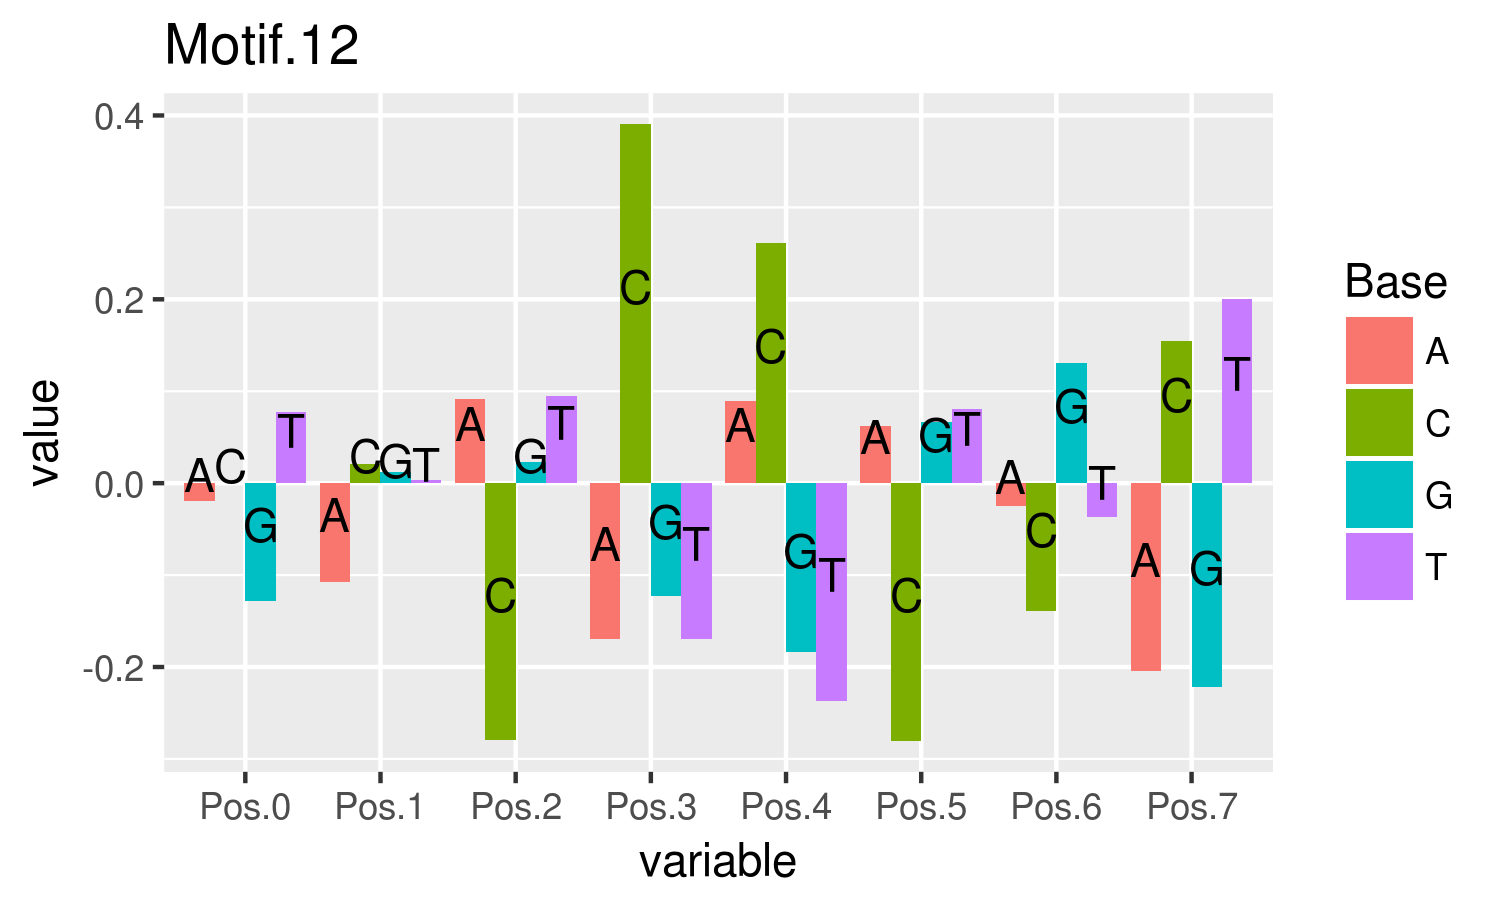 Motif.12
0.4
0.2
0.0
-0.2
value
A C G T
A C G T
A C G T
A C G T
A C G T
A C G T
A C G T
A C G T
Pos.0 Pos.1 Pos.2 Pos.3 Pos.4 Pos.5 Pos.6 Pos.7
variable
Base
A
C
G
T